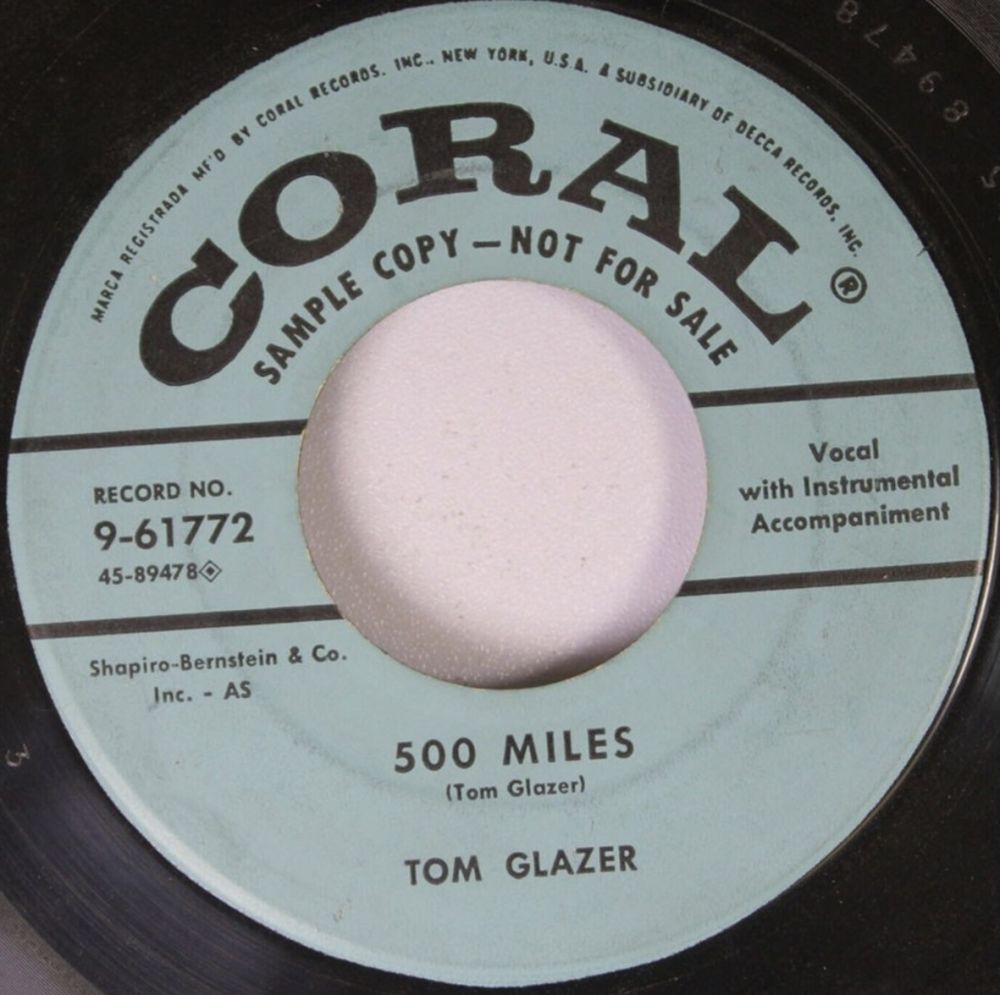 MARCA REGISTRADA MF'D BY CORAL RECORDS. INC.. NEW YORK, U.S.A. A SUBSIDIARY OF DECCA RECORDS. INC.
CORAL ®
SAMPLE COPY — NOT FOR SALE
RECORD NO.
9-61772
45-89478
Vocal
with Instrumental
Accompaniment
Shapiro-Bernstein & Co.
Inc. - AS
500 MILES
(Tom Glazer)
TOM GLAZER
89478
3